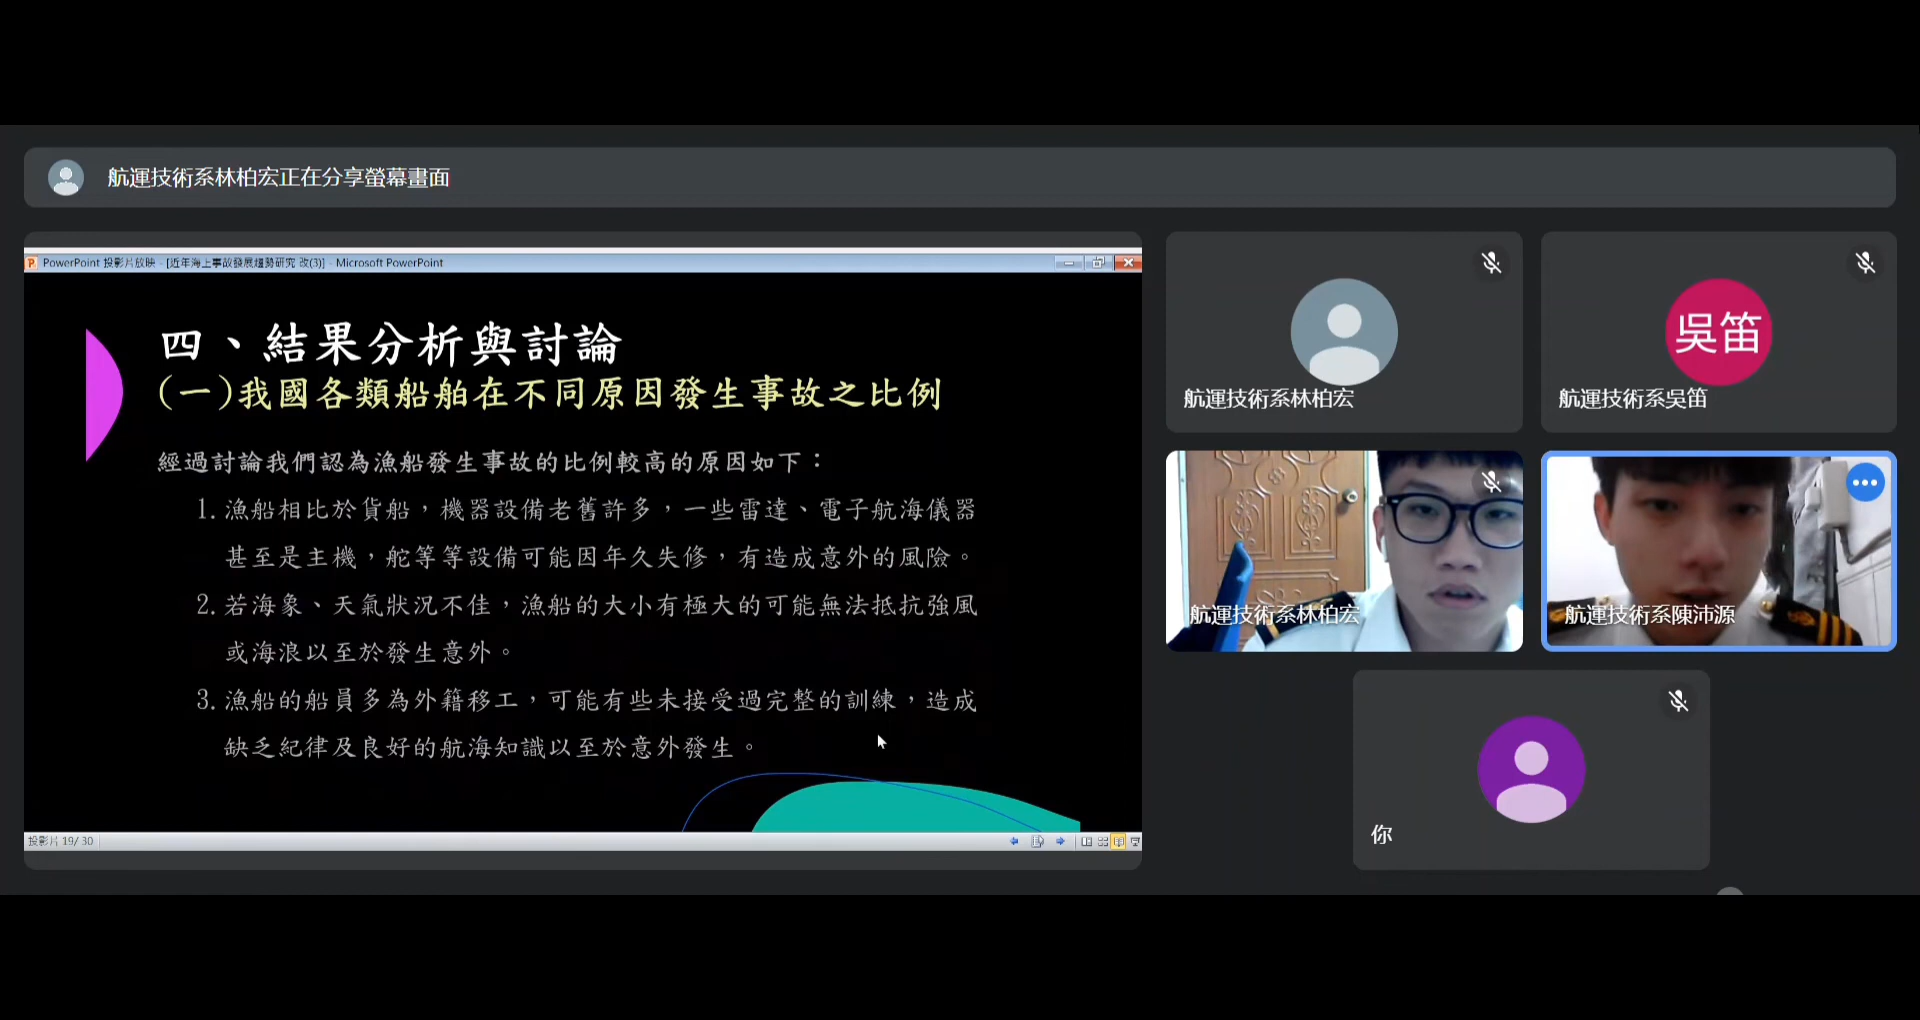 航運技術系林柏宏正在分享螢幕畫面
PowerPoint 投影片放映 - [近年海上事故發展趨勢研究 改(3)] - Microsoft PowerPoint
四、結果分析與討論
(一)我國各類船舶在不同原因發生事故之比例
經過討論我們認為漁船發生事故的比例較高的原因如下：
1. 漁船相比於貨船，機器設備老舊許多，一些雷達、電子航海儀器
甚至是主機，舵等等設備可能因年久失修，有造成意外的風險。
2. 若海象、天氣狀況不佳，漁船的大小有極大的可能無法抵抗強風
或海浪以至於發生意外。
3. 漁船的船員多為外籍移工，可能有些未接受過完整的訓練，造成
缺乏紀律及良好的航海知識以至於意外發生。
投影片 19/ 30
航運技術系林柏宏
吳笛
航運技術系吳笛
航運技術系林柏宏
航運技術系陳沛源
你